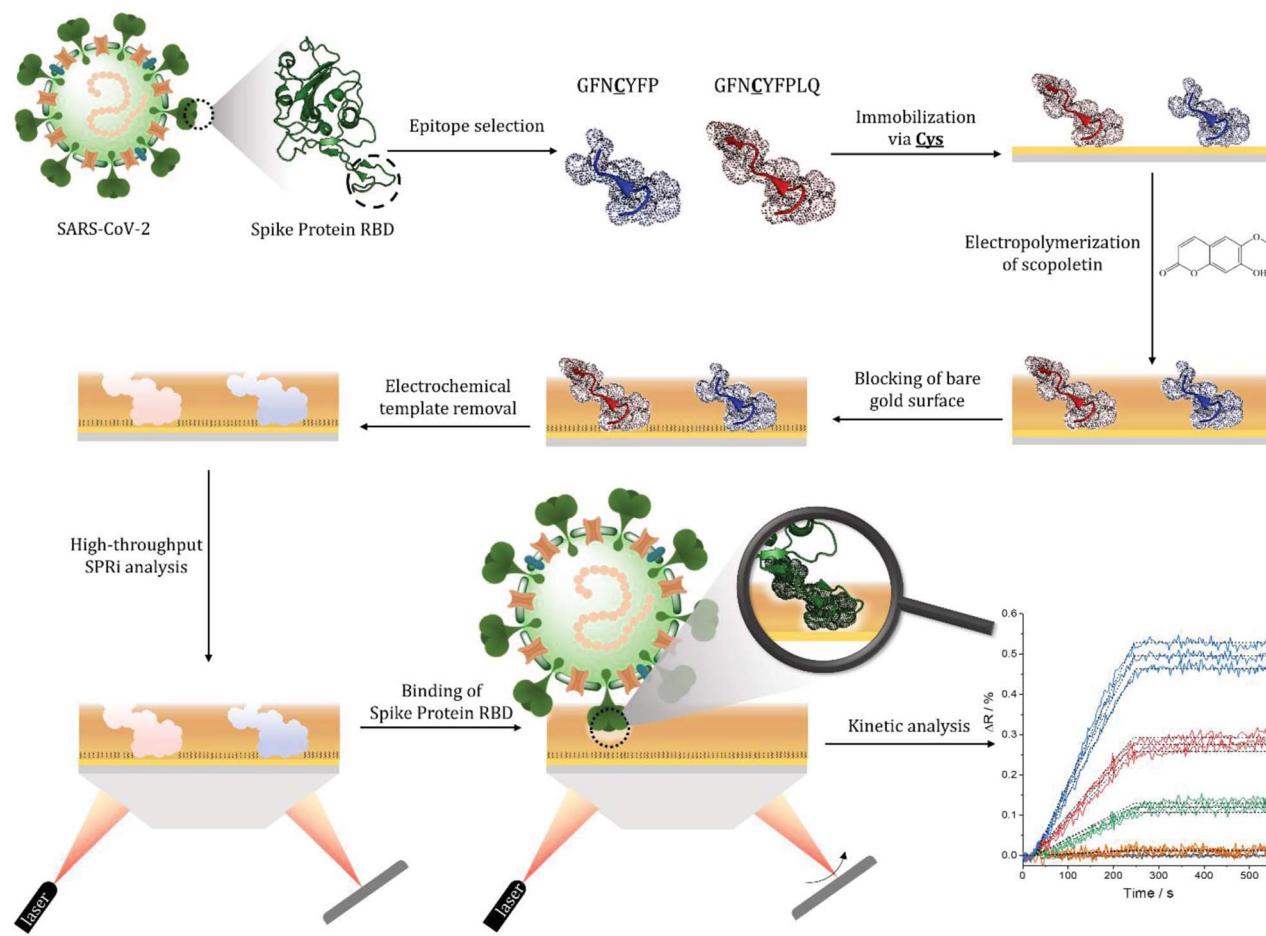 GFNCYFP
GFNCYFPLQ
Epitope selection
Immobilization
via Cys
SARS-CoV-2
Spike Protein RBD
Electropolymerization
of scopoletin
O
O
O
OH
Electrochemical
template removal
Blocking of bare
gold surface
High-throughput
SPRi analysis
Binding of
Spike Protein RBD
Kinetic analysis
ΔR / %
0.6
0.5
0.4
0.3
0.2
0.1
0.0
0
100
200
300
400
500
Time / s
laser
laser